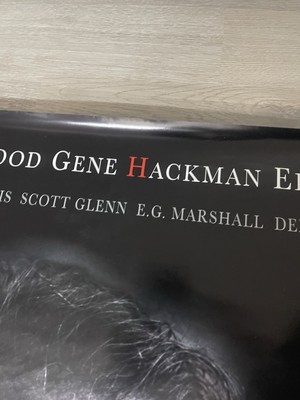 OOD GENE HACKMAN E
IS SCOTT GLENN E.G. MARSHALL DE